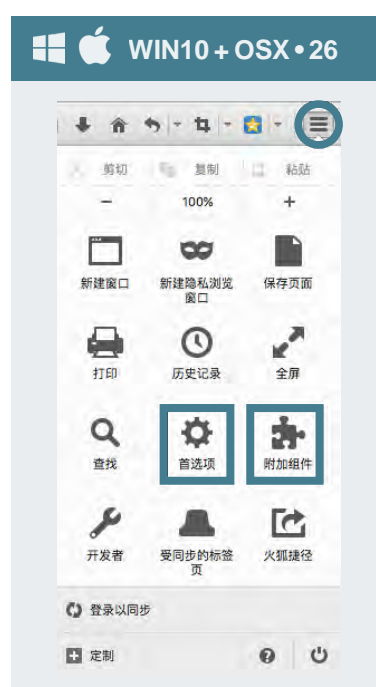 WIN10 + OSX • 26
剪切 复制 粘贴
− 100% +
新建窗口 新建隐私浏览窗口 保存页面
打印 历史记录 全屏
查找 首选项 附加组件
开发者 受同步的标签页 火狐捷径
登录以同步
定制